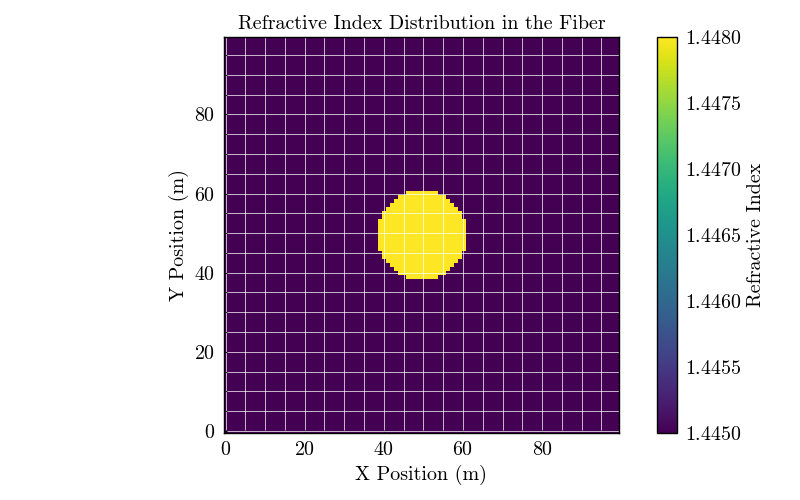 Refractive Index Distribution in the Fiber
Y Position (m)
80
60
40
20
0
0 20 40 60 80
X Position (m)
1.4480
1.4475
1.4470
1.4465
1.4460
1.4455
1.4450
Refractive Index